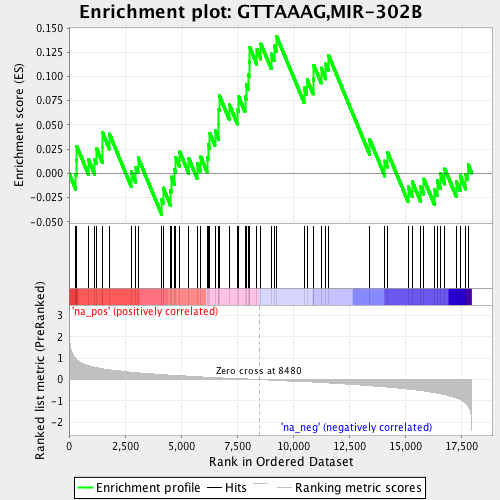 Enrichment plot: GTTAAAG,MIR-302B
Enrichment score (ES)
0.150
0.125
0.100
0.075
0.050
0.025
0.000
-0.025
-0.050
'na_pos' (positively correlated)
Ranked list metric (PreRanked)
3
2
1
0
-1
-2
Zero cross at 8480
'na_neg' (negatively correlated)
0 2,500 5,000 7,500 10,000 12,500 15,000 17,500
Rank in Ordered Dataset
Enrichment profile Hits Ranking metric scores